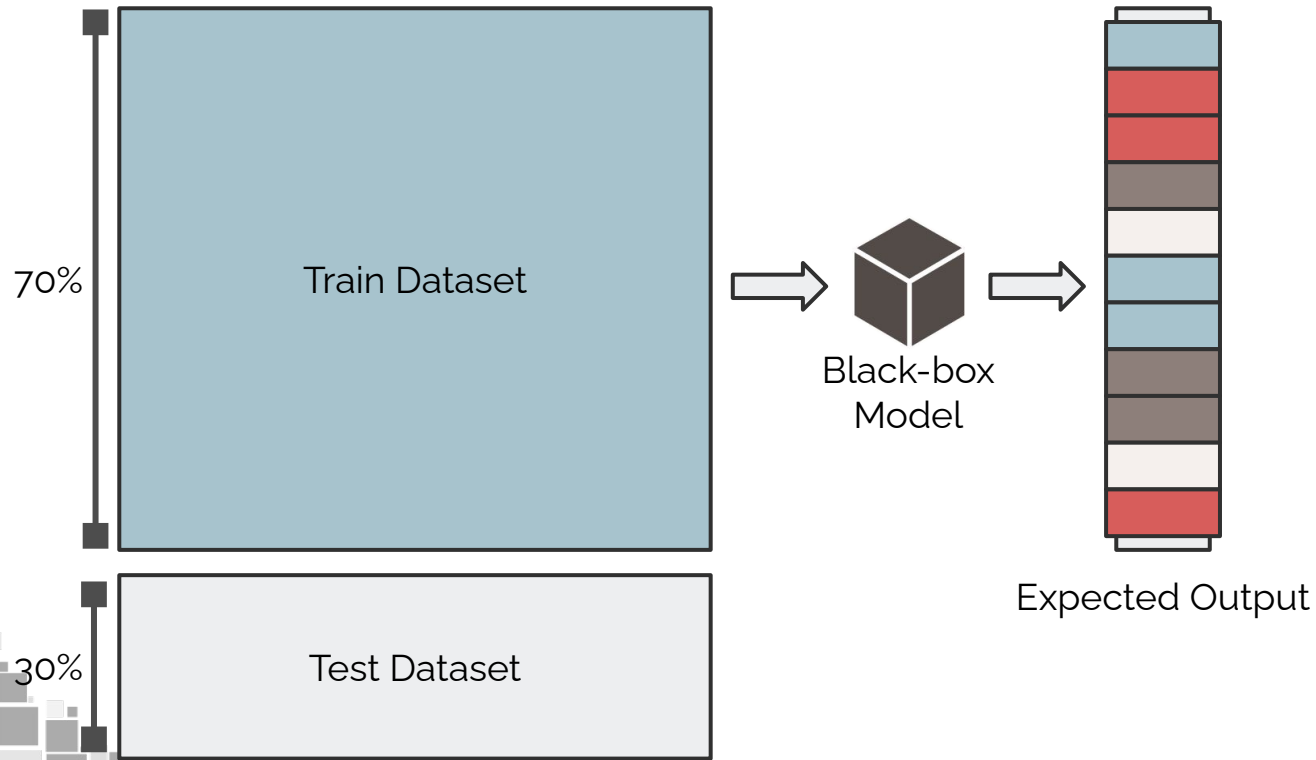 70%
Train Dataset
Black-box
Model
Expected Output
30%
Test Dataset